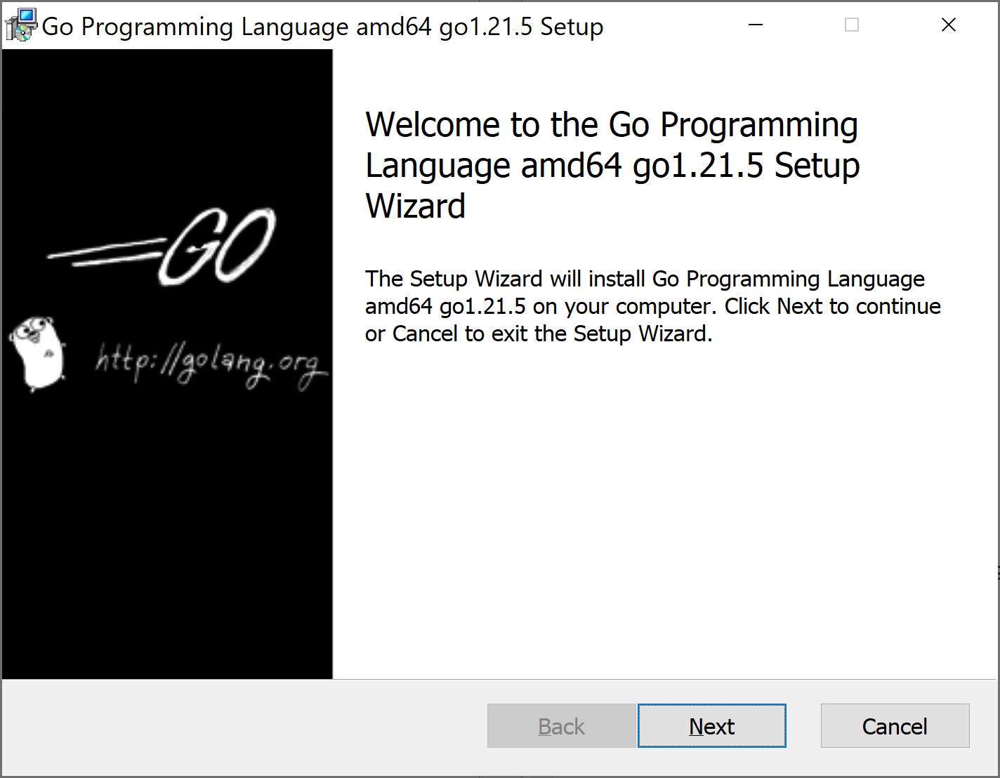 Go Programming Language amd64 go1.21.5 Setup
GO
http://golang.org
Welcome to the Go Programming
Language amd64 go1.21.5 Setup
Wizard
The Setup Wizard will install Go Programming Language
amd64 go1.21.5 on your computer. Click Next to continue
or Cancel to exit the Setup Wizard.
Back
Next
Cancel